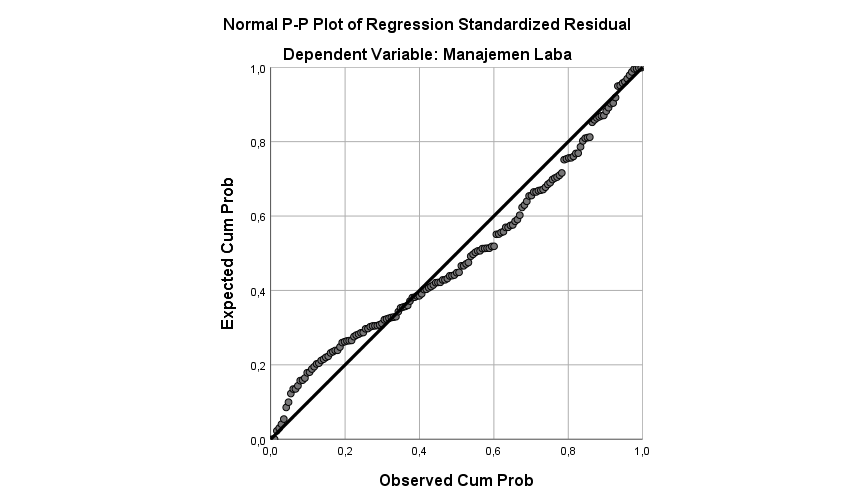 Normal P-P Plot of Regression Standardized Residual
Dependent Variable: Manajemen Laba
1,0
0,8
0,6
0,4
0,2
0,0
Expected Cum Prob
0,0 0,2 0,4 0,6 0,8 1,0
Observed Cum Prob